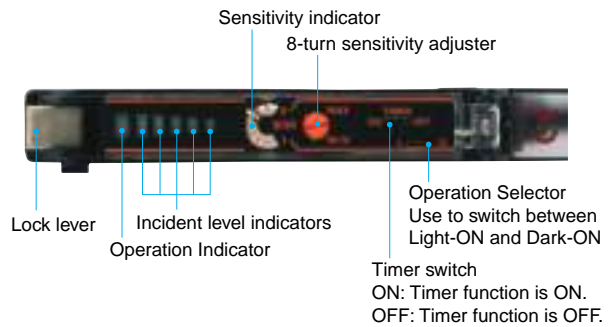 Sensitivity indicator
8-turn sensitivity adjuster
Lock lever
Incident level indicators
Operation Indicator
Operation Selector
Use to switch between
Light-ON and Dark-ON
Timer switch
ON: Timer function is ON.
OFF: Timer function is OFF.